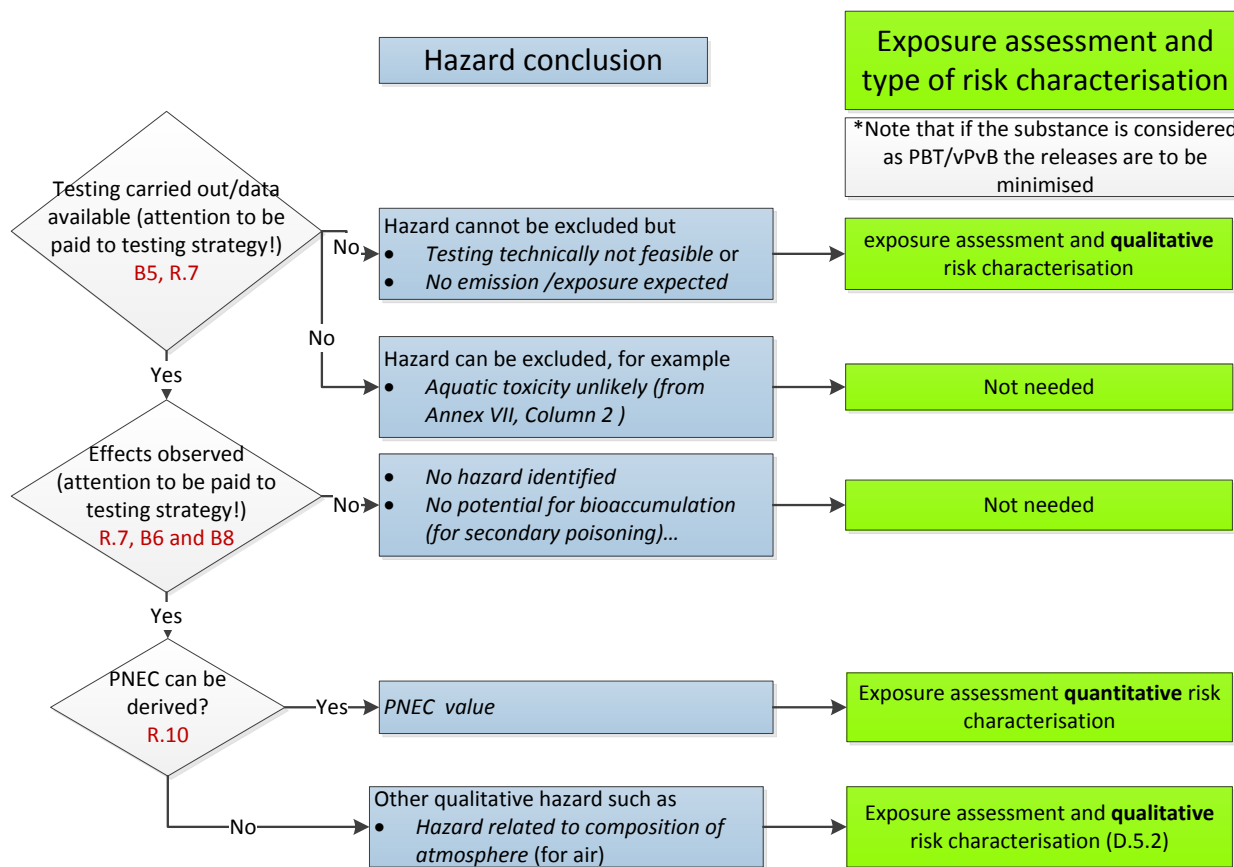 Hazard conclusion
Exposure assessment and
type of risk characterisation
*Note that if the substance is considered
as PBT/vPvB the releases are to be
minimised
Testing carried out/data
available (attention to be
paid to testing strategy!)
B5, R.7
No
Hazard cannot be excluded but
• Testing technically not feasible or
• No emission /exposure expected
exposure assessment and qualitative
risk characterisation
No
Hazard can be excluded, for example
• Aquatic toxicity unlikely (from
Annex VII, Column 2 )
Not needed
Yes
Effects observed
(attention to be paid to
testing strategy!)
R.7, B6 and B8
No
• No hazard identified
• No potential for bioaccumulation
(for secondary poisoning)…
Not needed
Yes
PNEC can be
derived?
R.10
Yes
PNEC value
Exposure assessment quantitative risk
characterisation
No
Other qualitative hazard such as
• Hazard related to composition of
atmosphere (for air)
Exposure assessment and qualitative
risk characterisation (D.5.2)